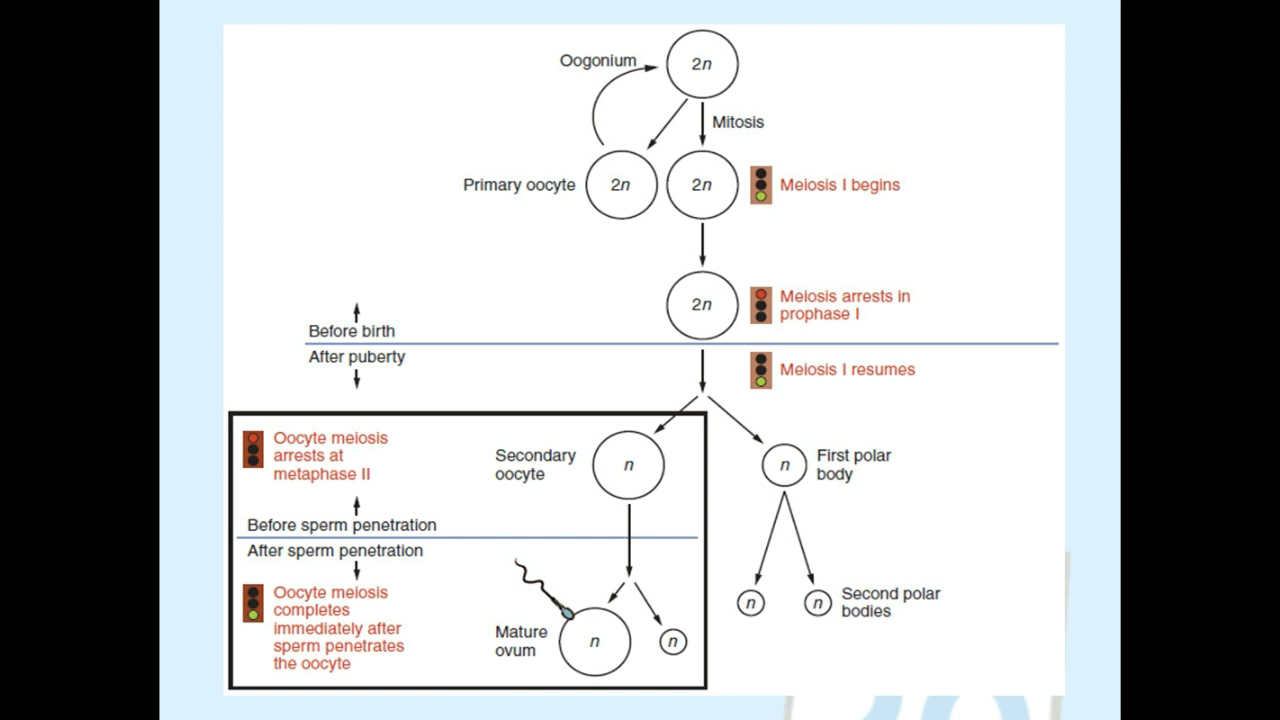 Oogonium
2n
Mitosis
Primary oocyte
2n
2n
Meiosis I begins
2n
Meiosis arrests in
prophase I
Before birth
After puberty
Meiosis I resumes
Oocyte meiosis
arrests at
metaphase II
Secondary
oocyte
n
n
First polar
body
Before sperm penetration
After sperm penetration
Oocyte meiosis
completes
immediately after
sperm penetrates
the oocyte
Mature
ovum
n
n
n
n
Second polar
bodies